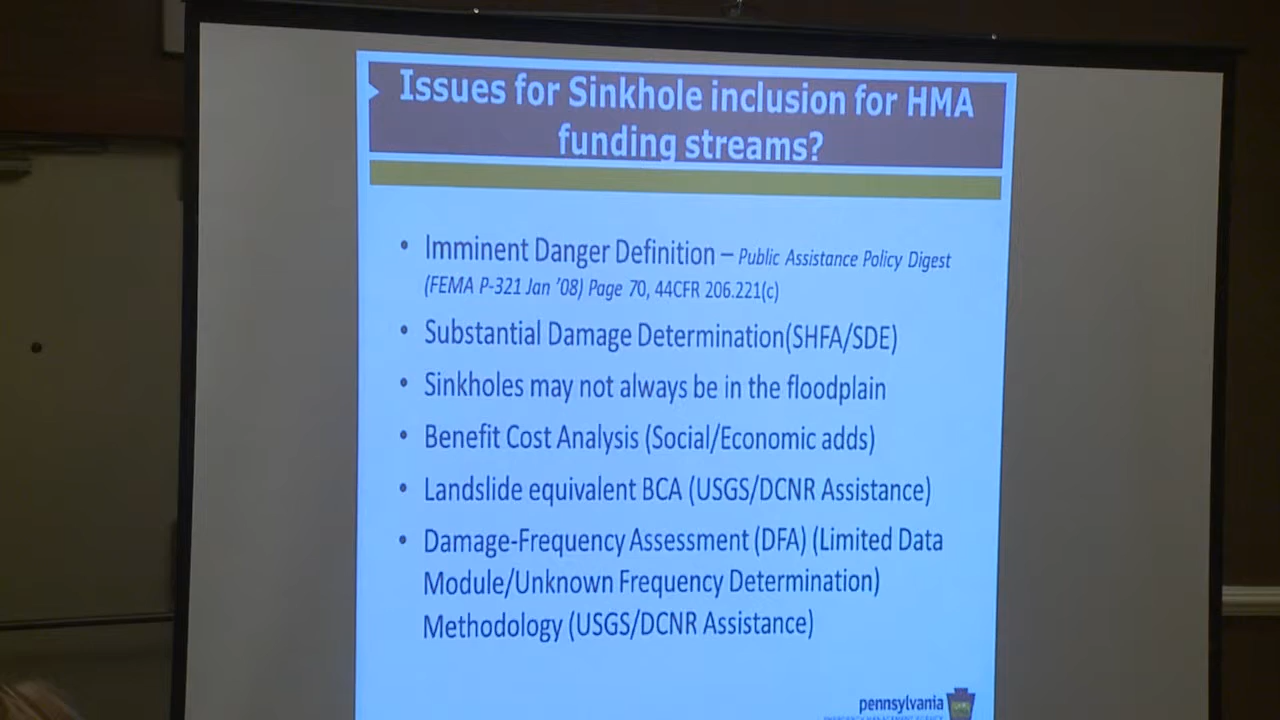 Issues for Sinkhole inclusion for HMA
funding streams?
• Imminent Danger Definition – Public Assistance Policy Digest
(FEMA P-321 Jan '08) Page 70, 44CFR 206.221(c)
• Substantial Damage Determination(SHFA/SDE)
• Sinkholes may not always be in the floodplain
• Benefit Cost Analysis (Social/Economic adds)
• Landslide equivalent BCA (USGS/DCNR Assistance)
• Damage-Frequency Assessment (DFA) (Limited Data
Module/Unknown Frequency Determination)
Methodology (USGS/DCNR Assistance)
pennsylvania